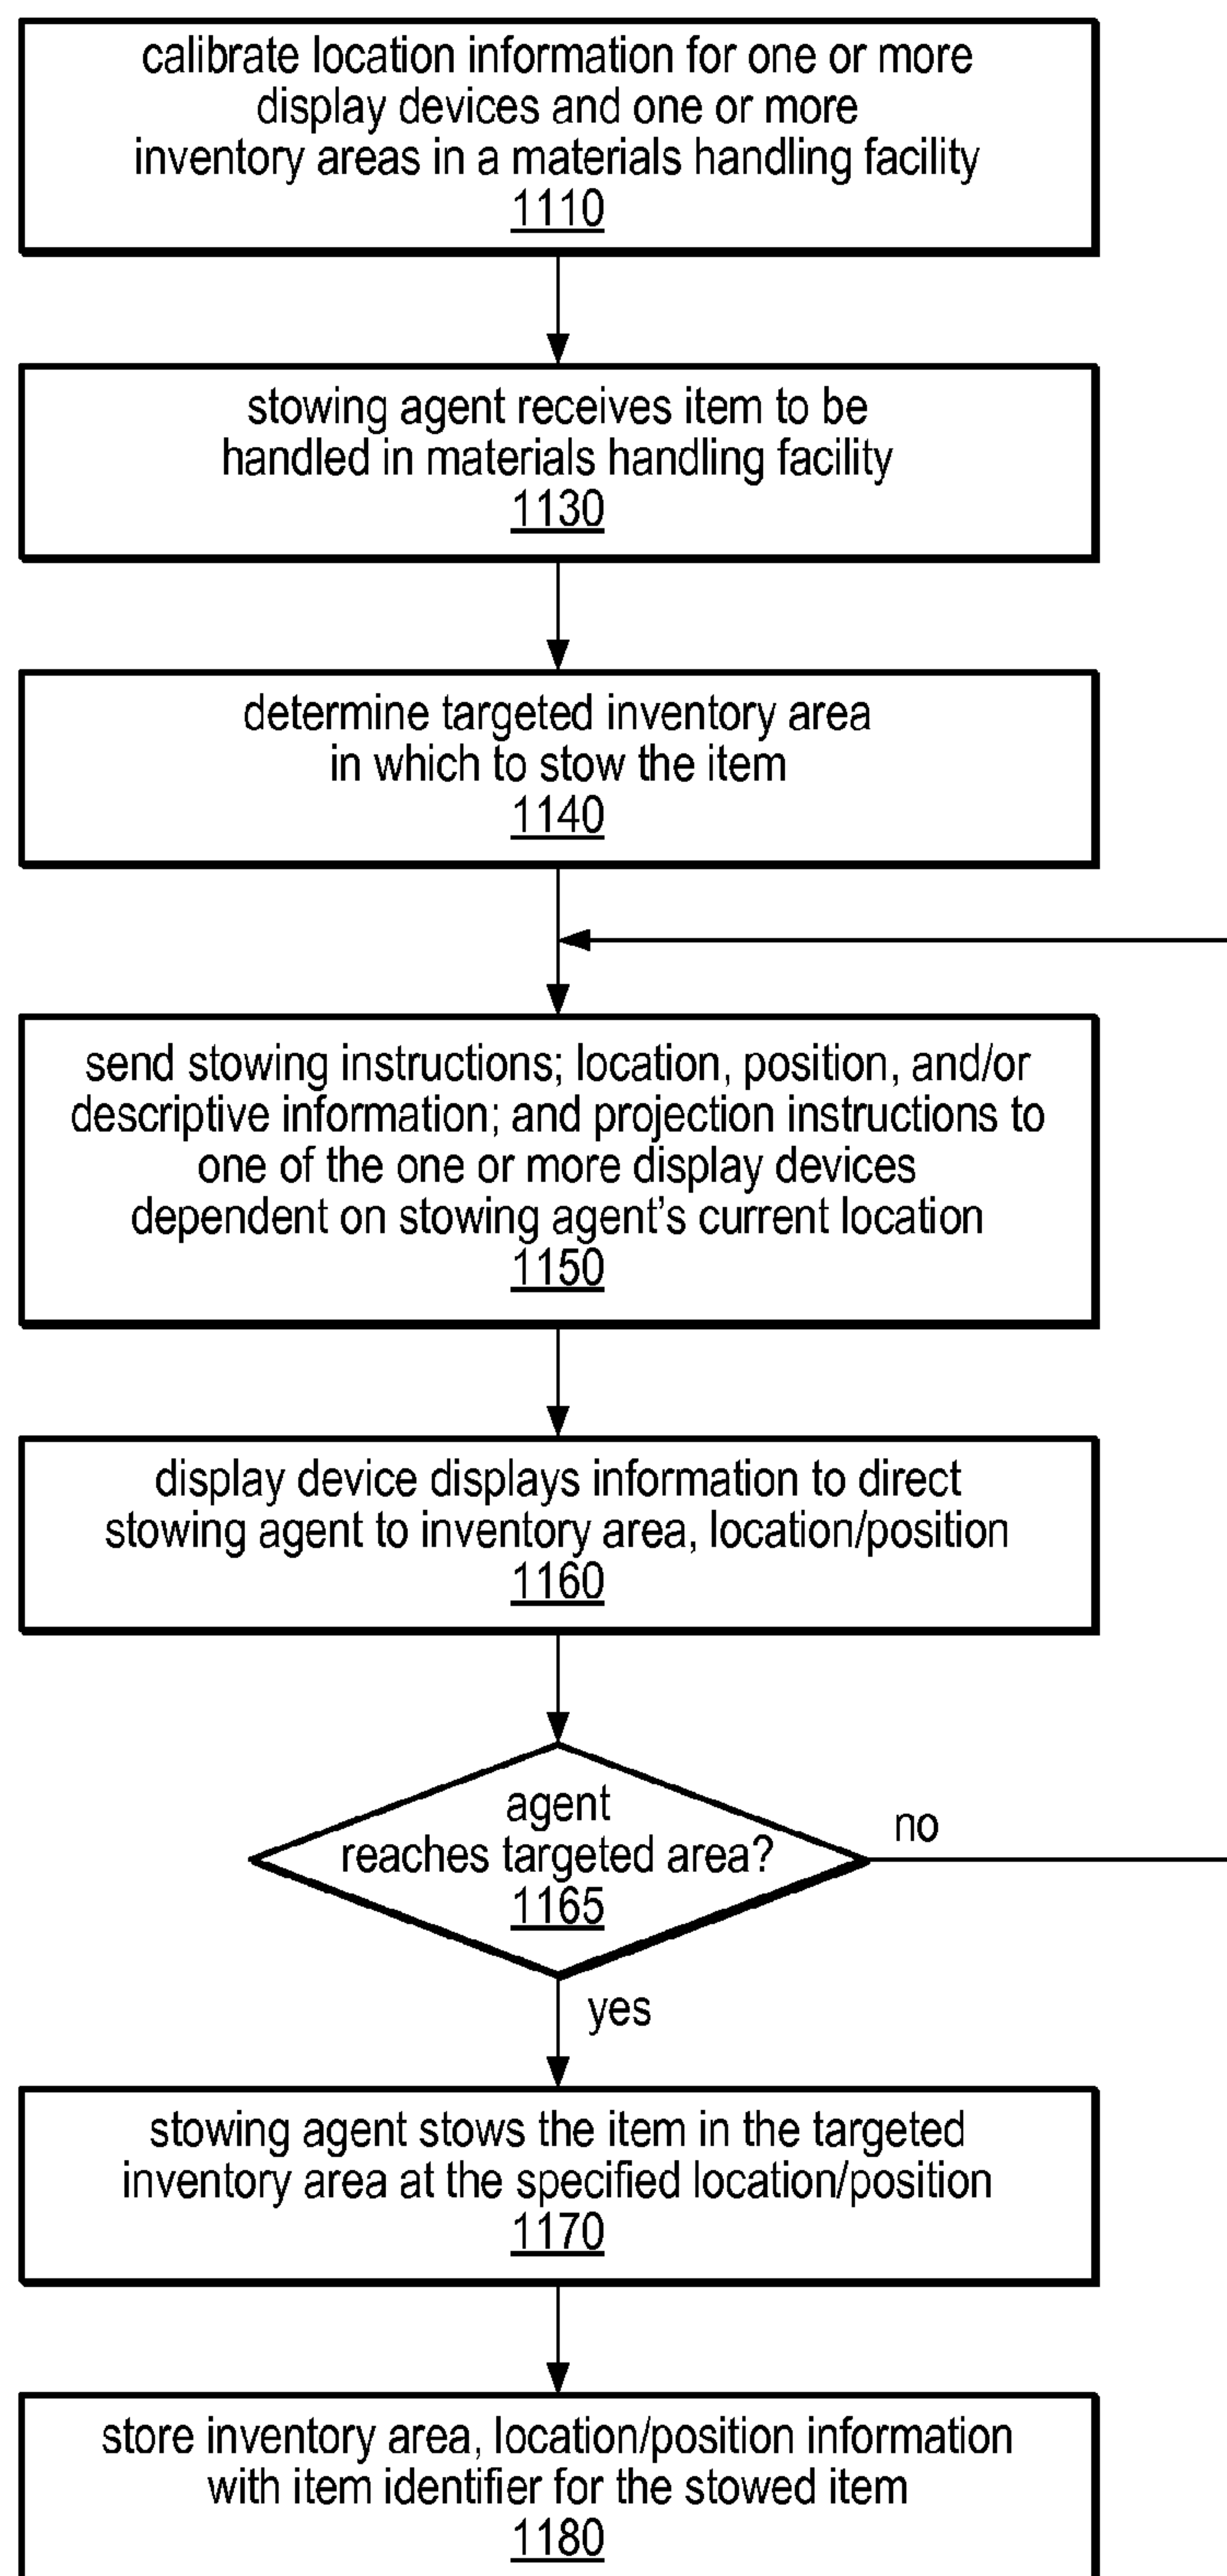 calibrate location information for one or more
display devices and one or more
inventory areas in a materials handling facility
1110
stowing agent receives item to be
handled in materials handling facility
1130
determine targeted inventory area
in which to stow the item
1140
send stowing instructions; location, position, and/or
descriptive information; and projection instructions to
one of the one or more display devices
dependent on stowing agent's current location
1150
display device displays information to direct
stowing agent to inventory area, location/position
1160
agent
reaches targeted area?
1165
no
yes
stowing agent stows the item in the targeted
inventory area at the specified location/position
1170
store inventory area, location/position information
with item identifier for the stowed item
1180